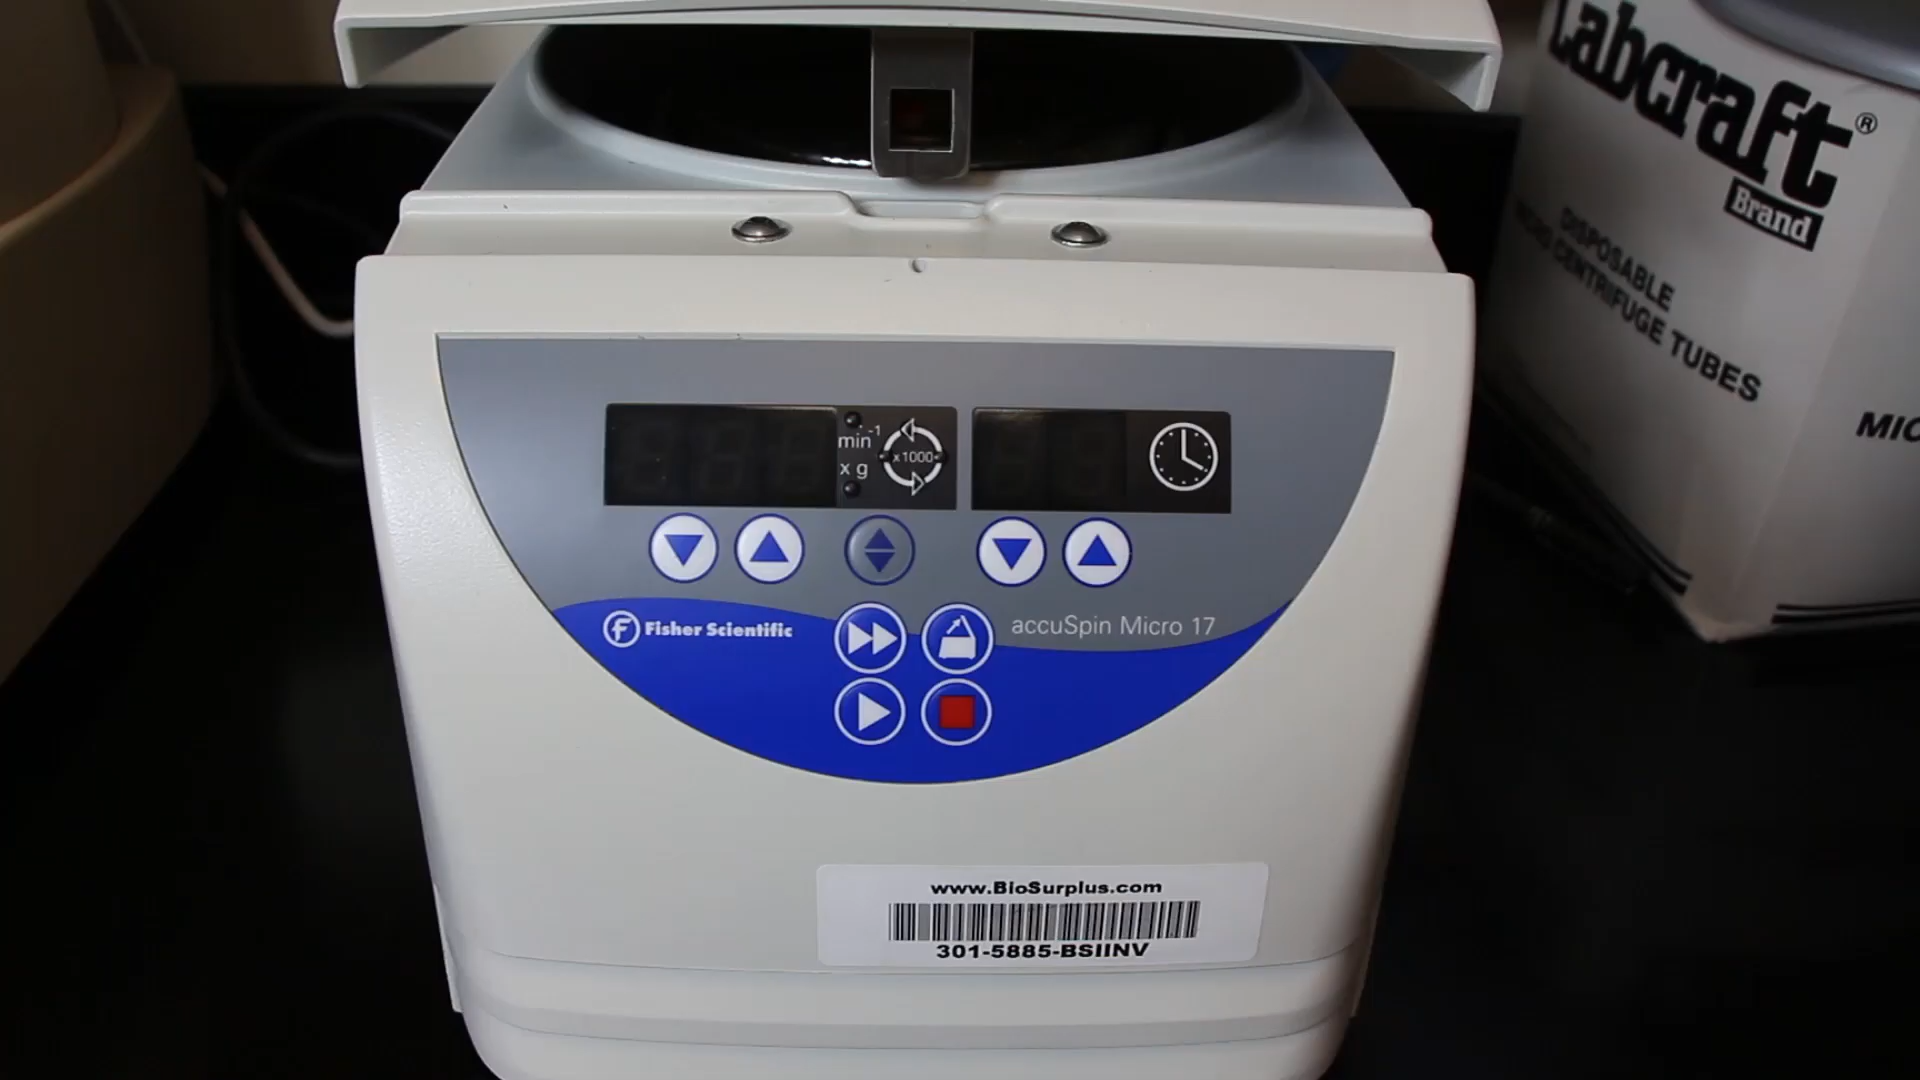 Labcraft®
Brand
DISPOSABLE
MICRO CENTRIFUGE TUBES
MIC
min⁻¹
x g
x1000
Fisher Scientific
accuSpin Micro 17
www.BioSurplus.com
301-5885-BSIINV